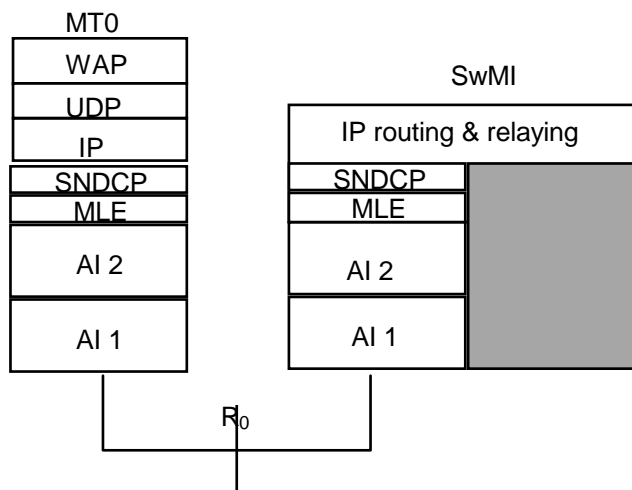 MT0
WAP
UDP
IP
SNDCP
MLE
AI 2
AI 1
SwMI
IP routing & relaying
SNDCP
MLE
AI 2
AI 1
R₀